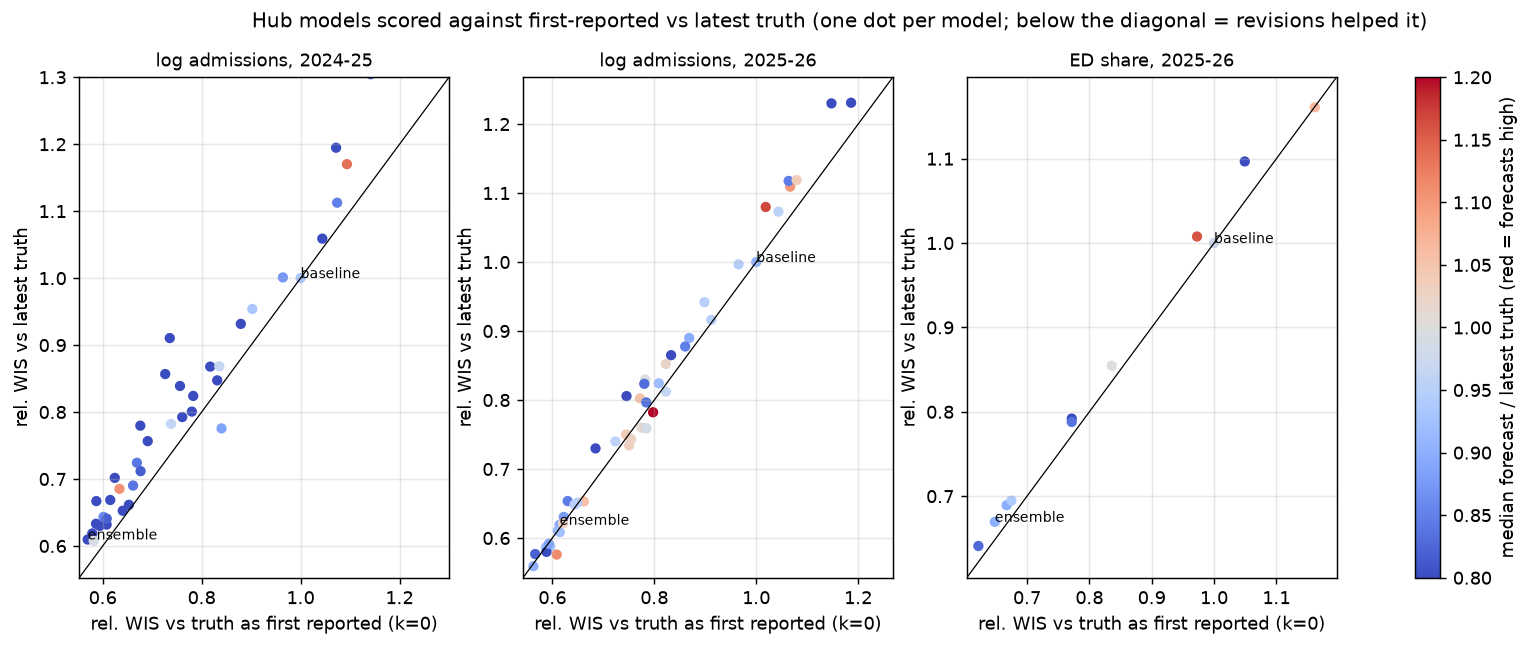 Hub models scored against first-reported vs latest truth (one dot per model; below the diagonal = revisions helped it)
log admissions, 2024-25
rel. WIS vs latest truth
1.3
1.2
1.1
1.0
0.9
0.8
0.7
0.6
baseline
ensemble
0.6
0.8
1.0
1.2
rel. WIS vs truth as first reported (k=0)
log admissions, 2025-26
rel. WIS vs latest truth
1.2
1.1
1.0
0.9
0.8
0.7
0.6
baseline
ensemble
0.6
0.8
1.0
1.2
rel. WIS vs truth as first reported (k=0)
ED share, 2025-26
rel. WIS vs latest truth
1.1
1.0
0.9
0.8
0.7
baseline
ensemble
0.7
0.8
0.9
1.0
1.1
rel. WIS vs truth as first reported (k=0)
1.20
1.15
1.10
1.05
1.00
0.95
0.90
0.85
0.80
median forecast / latest truth (red = forecasts high)